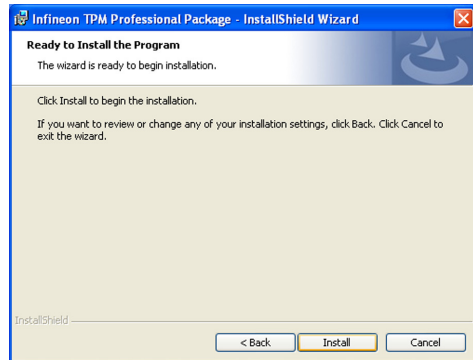 Infineon TPM Professional Package - InstallShield Wizard
Ready to Install the Program
The wizard is ready to begin installation.
Click Install to begin the installation.
If you want to review or change any of your installation settings, click Back. Click Cancel to
exit the wizard.
InstallShield
< Back
Install
Cancel